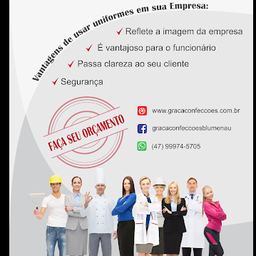 Vantagens de usar uniformes em sua Empresa:
Reflete a imagem da empresa
É vantajoso para o funcionário
Passa clareza ao seu cliente
Segurança
FAÇA SEU ORÇAMENTO
www.gracaconfeccoes.com.br
gracaconfeccoesblumenau
(47) 99974-5705